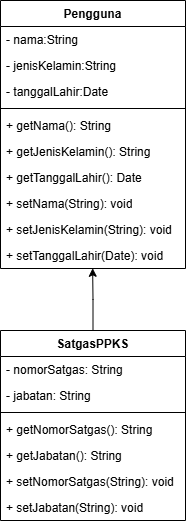 Pengguna
- nama:String
- jenisKelamin:String
- tanggalLahir:Date
+ getNama(): String
+ getJenisKelamin(): String
+ getTanggalLahir(): Date
+ setNama(String): void
+ setJenisKelamin(String): void
+ setTanggalLahir(Date): void
SatgasPPKS
- nomorSatgas: String
- jabatan: String
+ getNomorSatgas(): String
+ getJabatan(): String
+ setNomorSatgas(String): void
+ setJabatan(String): void